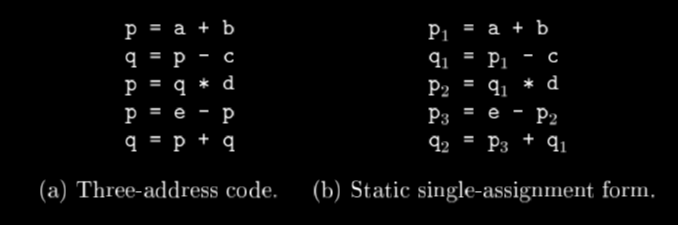 p = a + b
q = p - c
p = q * d
p = e - p
q = p + q
(a) Three-address code.
p₁ = a + b
q₁ = p₁ - c
p₂ = q₁ * d
p₃ = e - p₂
q₂ = p₃ + q₁
(b) Static single-assignment form.